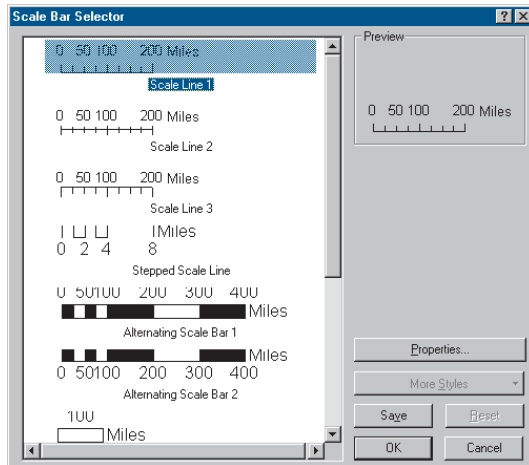 Scale Bar Selector
0 50 100 200 Miles
Scale Line 1
0 50 100 200 Miles
Scale Line 2
0 50 100 200 Miles
Scale Line 3
Miles
0 2 4 8
Stepped Scale Line
0 50100 200 300 400
Miles
Alternating Scale Bar 1
Miles
0 50100 200 300 400
Alternating Scale Bar 2
100
Miles
Preview
0 50 100 200 Miles
Properties...
More Styles
Save Reset
OK Cancel